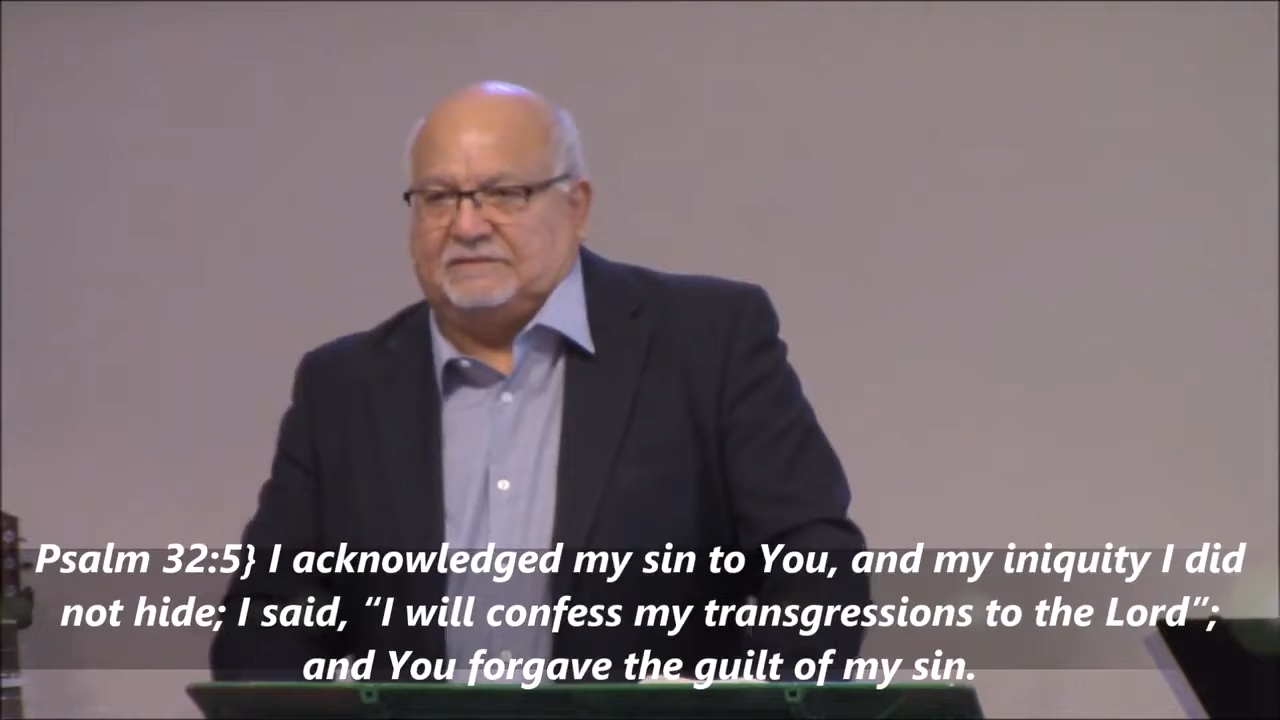 Psalm 32:5} I acknowledged my sin to You, and my iniquity I did
not hide; I said, “I will confess my transgressions to the Lord”;
and You forgave the guilt of my sin.